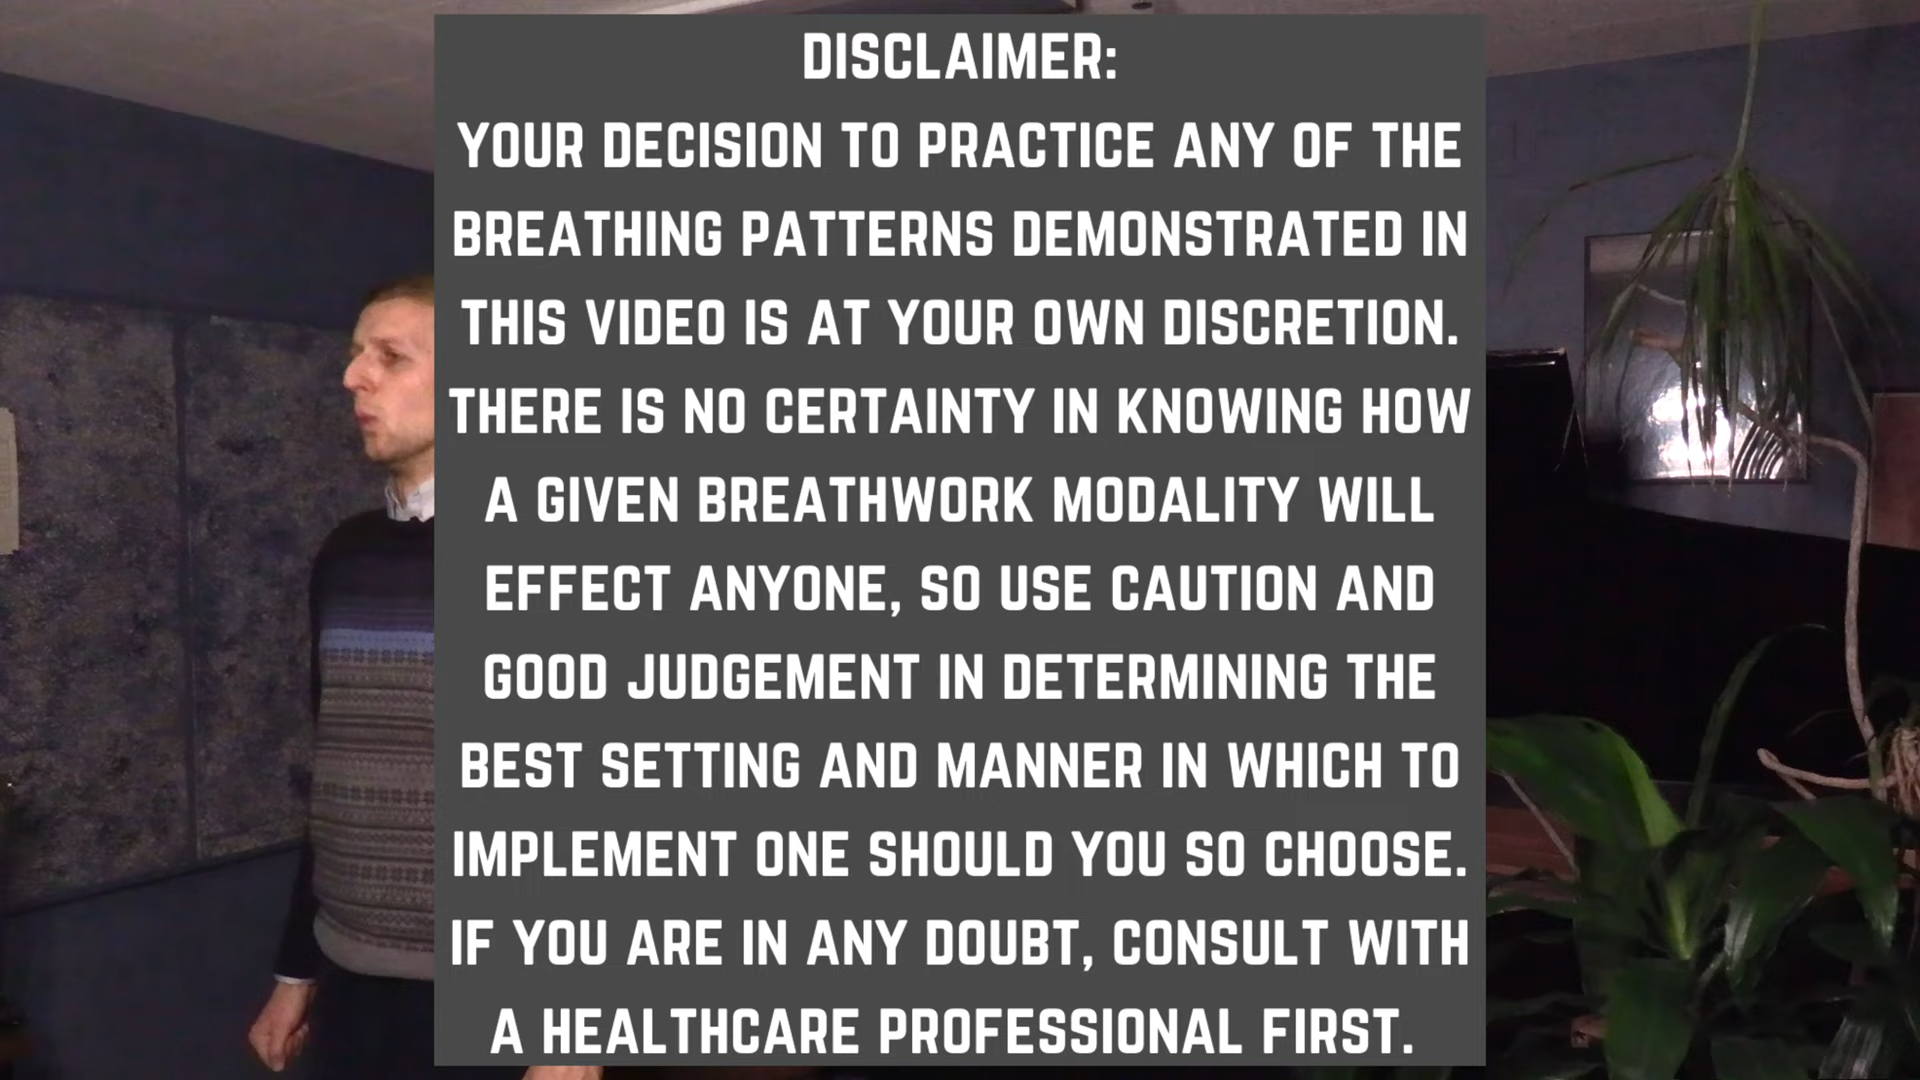 DISCLAIMER:
YOUR DECISION TO PRACTICE ANY OF THE
BREATHING PATTERNS DEMONSTRATED IN
THIS VIDEO IS AT YOUR OWN DISCRETION.
THERE IS NO CERTAINTY IN KNOWING HOW
A GIVEN BREATHWORK MODALITY WILL
EFFECT ANYONE, SO USE CAUTION AND
GOOD JUDGEMENT IN DETERMINING THE
BEST SETTING AND MANNER IN WHICH TO
IMPLEMENT ONE SHOULD YOU SO CHOOSE.
IF YOU ARE IN ANY DOUBT, CONSULT WITH
A HEALTHCARE PROFESSIONAL FIRST.